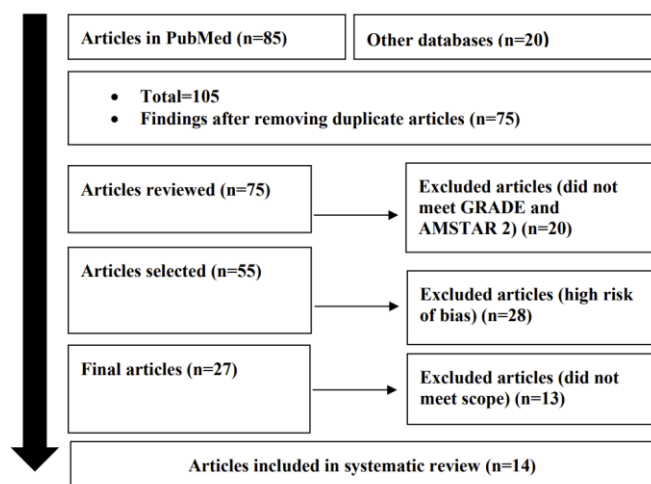 Articles in PubMed (n=85)
Other databases (n=20)
• Total=105
• Findings after removing duplicate articles (n=75)
Articles reviewed (n=75)
Excluded articles (did not
meet GRADE and
AMSTAR 2) (n=20)
Articles selected (n=55)
Excluded articles (high risk
of bias) (n=28)
Final articles (n=27)
Excluded articles (did not
meet scope) (n=13)
Articles included in systematic review (n=14)